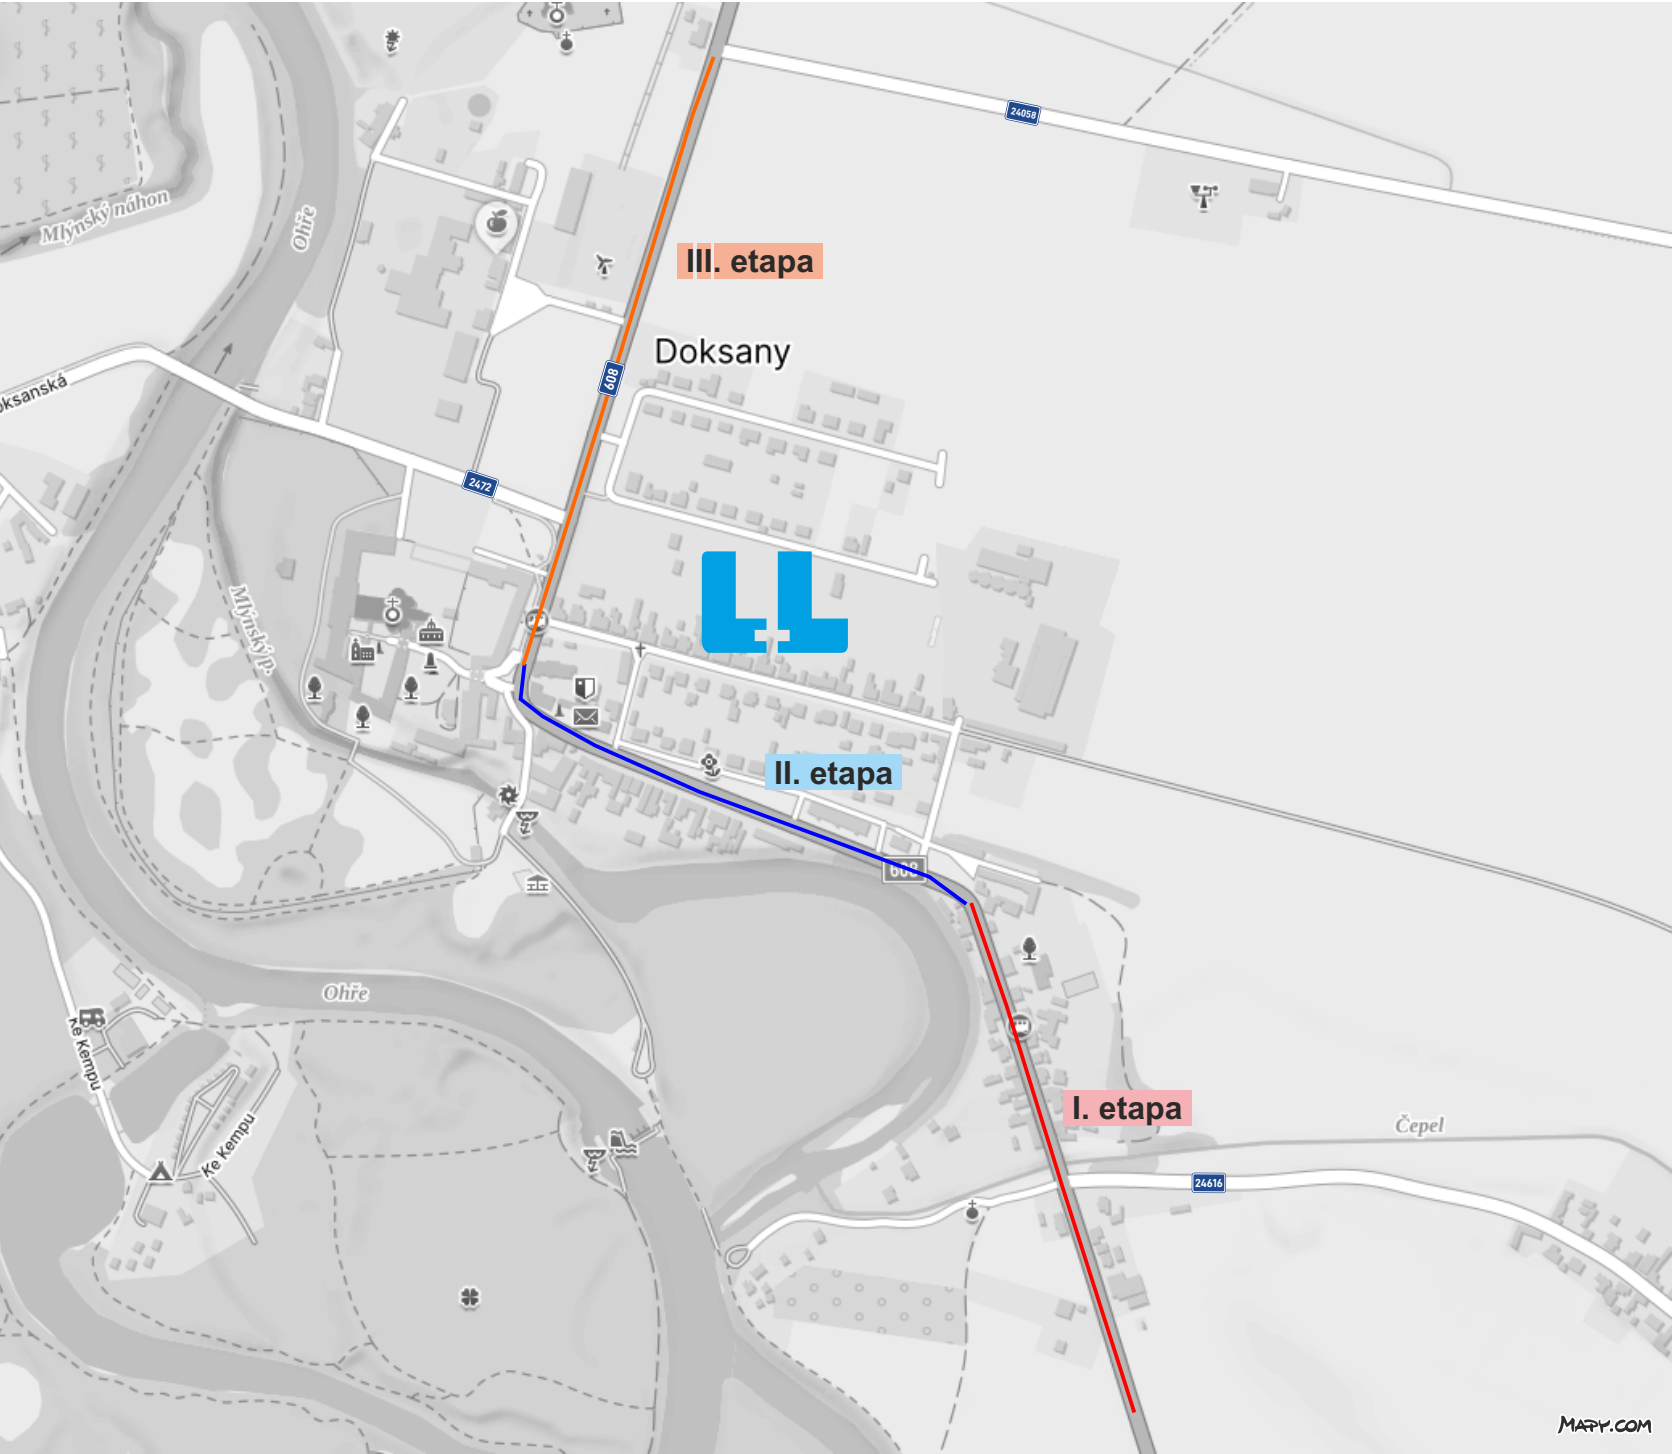 24058
Mlýnský náhon
Ohře
III. etapa
Doksany
608
oksanská
2472
L+L
Mlýnský p.
II. etapa
608
Ohře
Ke Kempu
I. etapa
Čepel
Ke Kempu
24616
Mapy.com